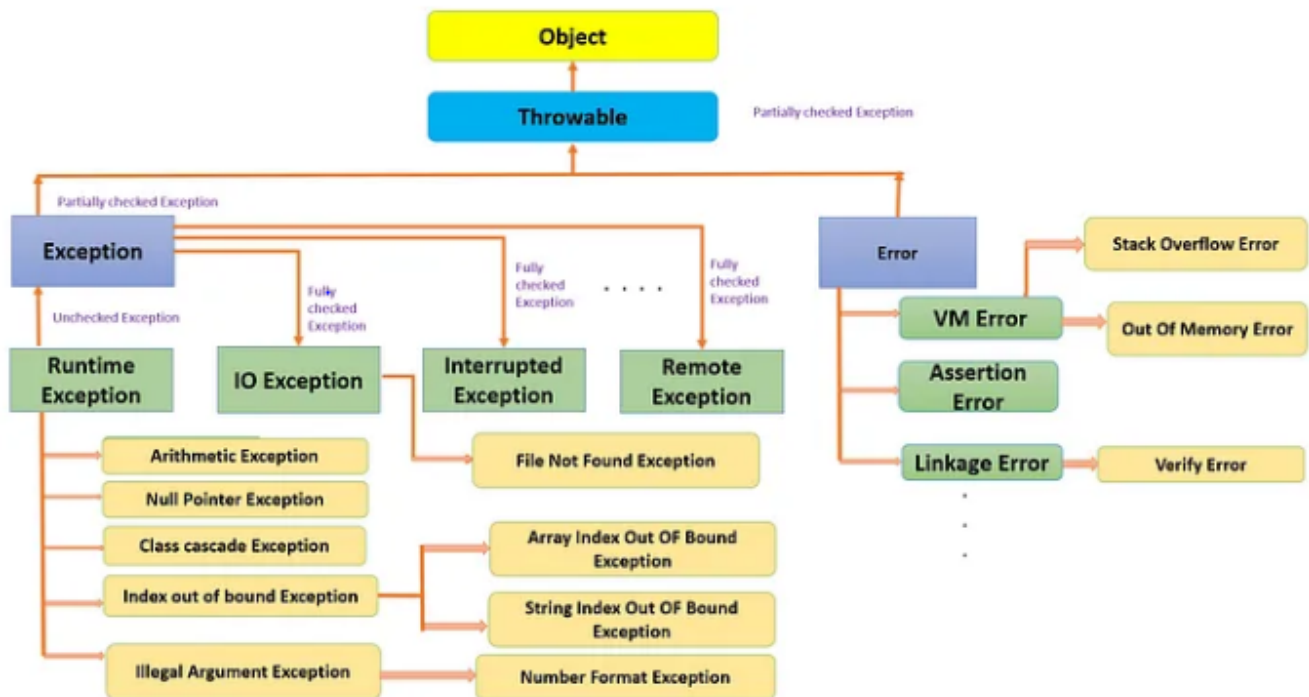 Object
Throwable
Partially checked Exception
Partially checked Exception
Exception
Error
Stack Overflow Error
Fully
checked
Exception
Fully
checked
Exception
. . . .
Fully
checked
Exception
Unchecked Exception
VM Error
Out Of Memory Error
Runtime
Exception
IO Exception
Interrupted
Exception
Remote
Exception
Assertion
Error
Arithmetic Exception
File Not Found Exception
Linkage Error
Verify Error
.
.
.
Null Pointer Exception
Class cascade Exception
Array Index Out OF Bound
Exception
Index out of bound Exception
String Index Out OF Bound
Exception
Illegal Argument Exception
Number Format Exception